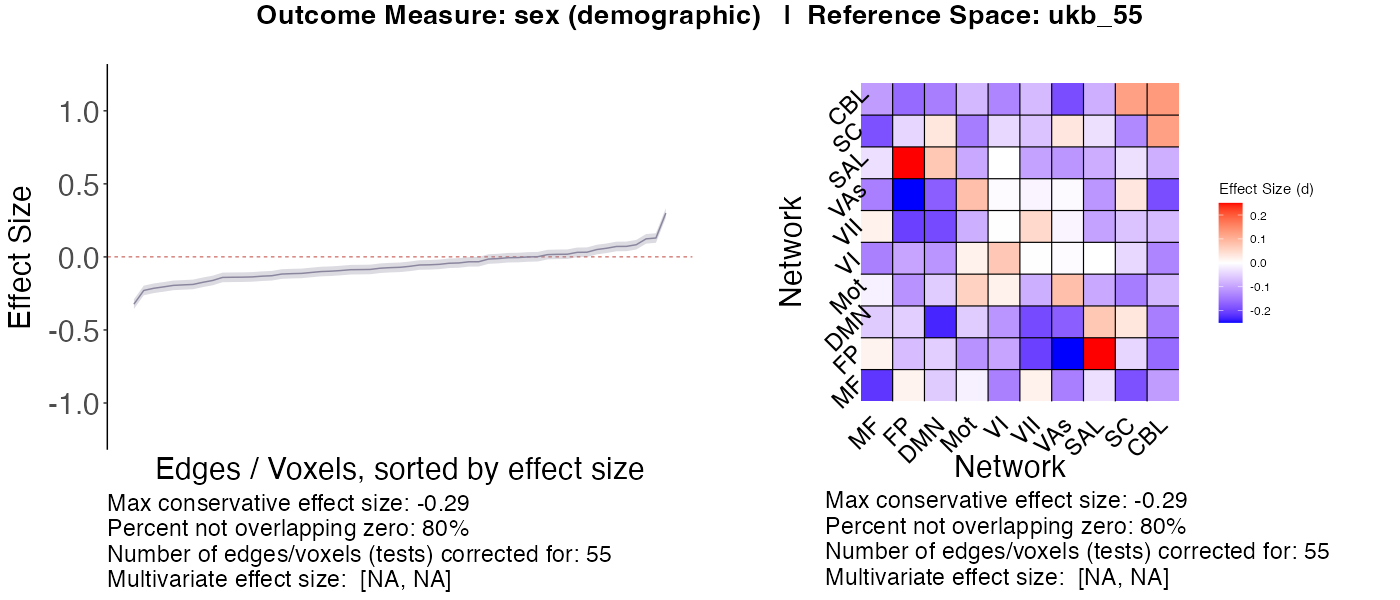 Outcome Measure: sex (demographic) | Reference Space: ukb_55
Effect Size
1.0
0.5
0.0
-0.5
-1.0
Edges / Voxels, sorted by effect size
Max conservative effect size: -0.29
Percent not overlapping zero: 80%
Number of edges/voxels (tests) corrected for: 55
Multivariate effect size: [NA, NA]
Network
CBL
SC
SAL
VAs
VII
VI
Mot
DMN
FP
MF
MF FP DMN Mot VI VII VAs SAL SC CBL
Network
Effect Size (d)
0.2
0.1
0.0
-0.1
-0.2
Max conservative effect size: -0.29
Percent not overlapping zero: 80%
Number of edges/voxels (tests) corrected for: 55
Multivariate effect size: [NA, NA]